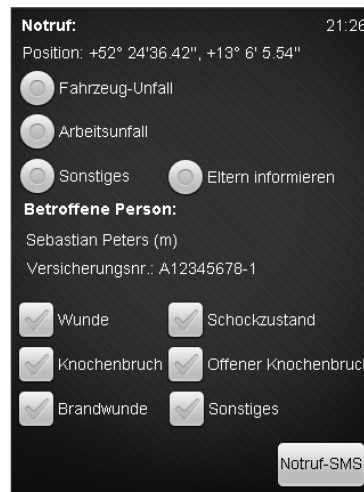 Notruf: 21:26
Position: +52° 24'36.42", +13° 6' 5.54"
Fahrzeug-Unfall
Arbeitsunfall
Sonstiges Eltern informieren
Betroffene Person:
Sebastian Peters (m)
Versicherungsnr.: A12345678-1
Wunde Schockzustand
Knochenbruch Offener Knochenbruch
Brandwunde Sonstiges
Notruf-SMS